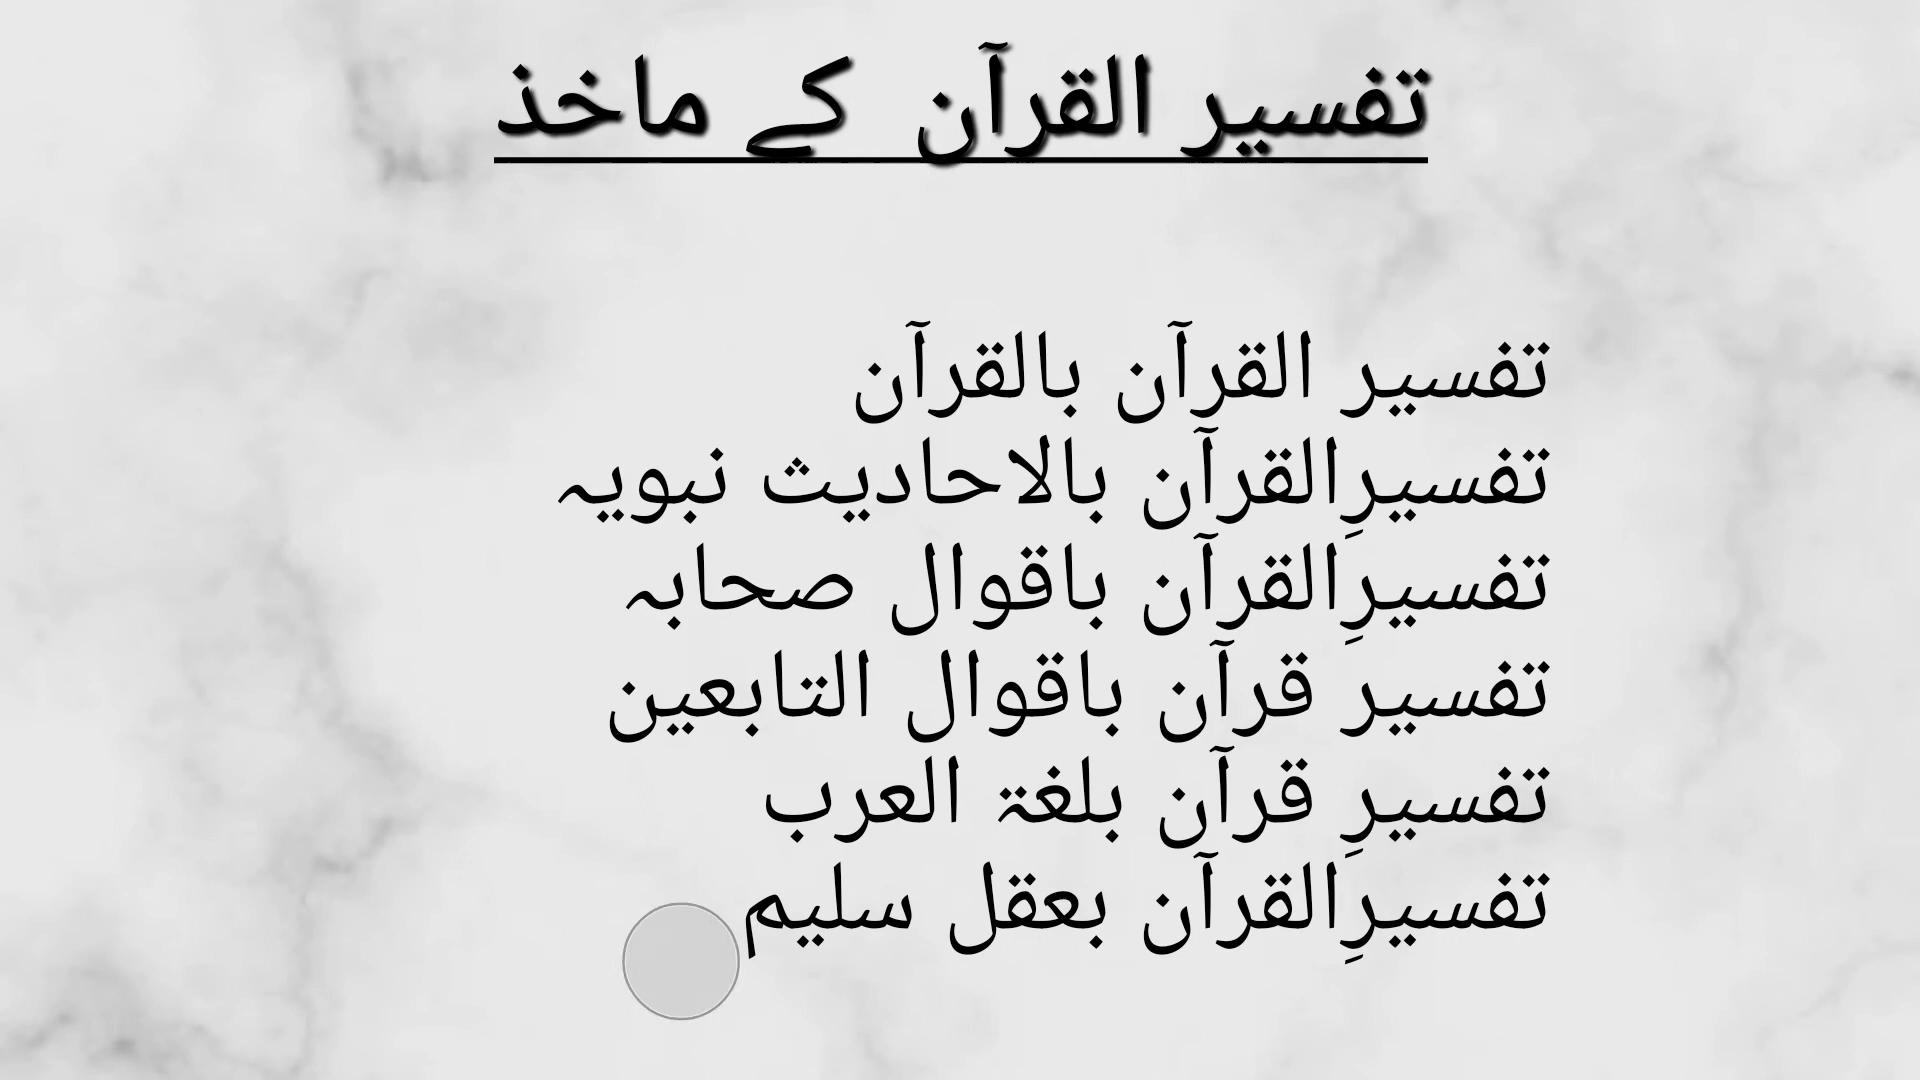 تفسیر القرآن کے ماخذ
تفسیر القرآن بالقرآن
تفسیرِالقرآن بالاحادیث نبویہ
تفسیرِالقرآن باقوال صحابہ
تفسیر قرآن باقوال التابعین
تفسیرِ قرآن بلغۃ العرب
تفسیرِالقرآن بعقل سلیم